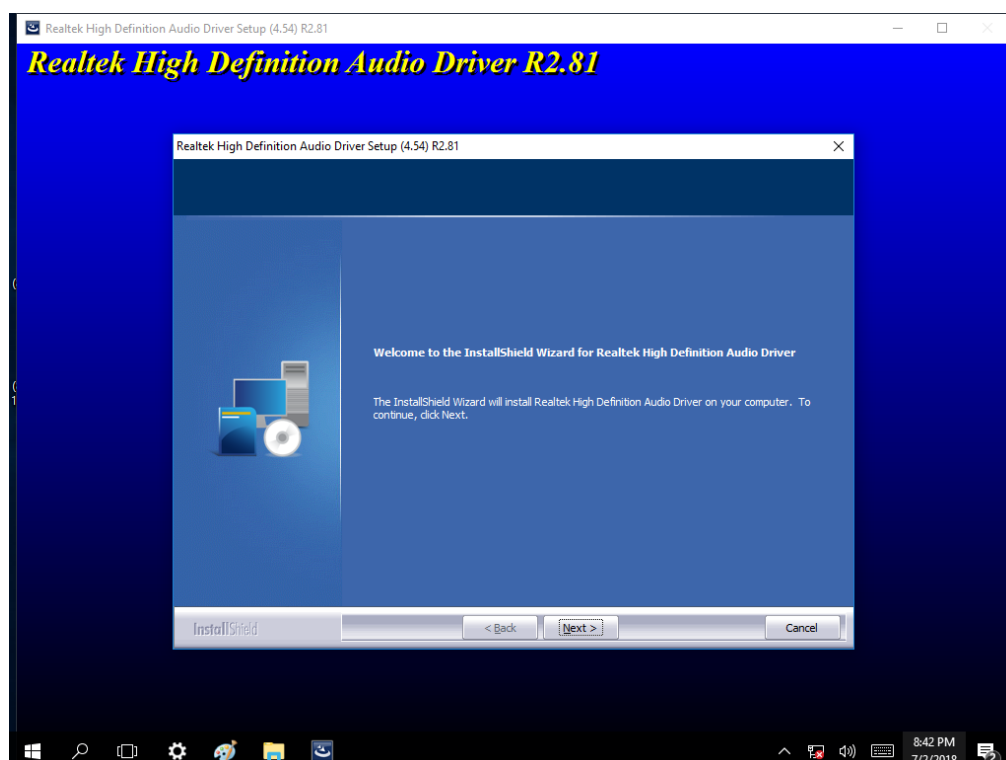 Realtek High Definition Audio Driver Setup (4.54) R2.81
Realtek High Definition Audio Driver R2.81
Realtek High Definition Audio Driver Setup (4.54) R2.81
Welcome to the InstallShield Wizard for Realtek High Definition Audio Driver
The InstallShield Wizard will install Realtek High Definition Audio Driver on your computer. To
continue, click Next.
InstallShield
< Back
Next >
Cancel
8:42 PM
7/2/2018